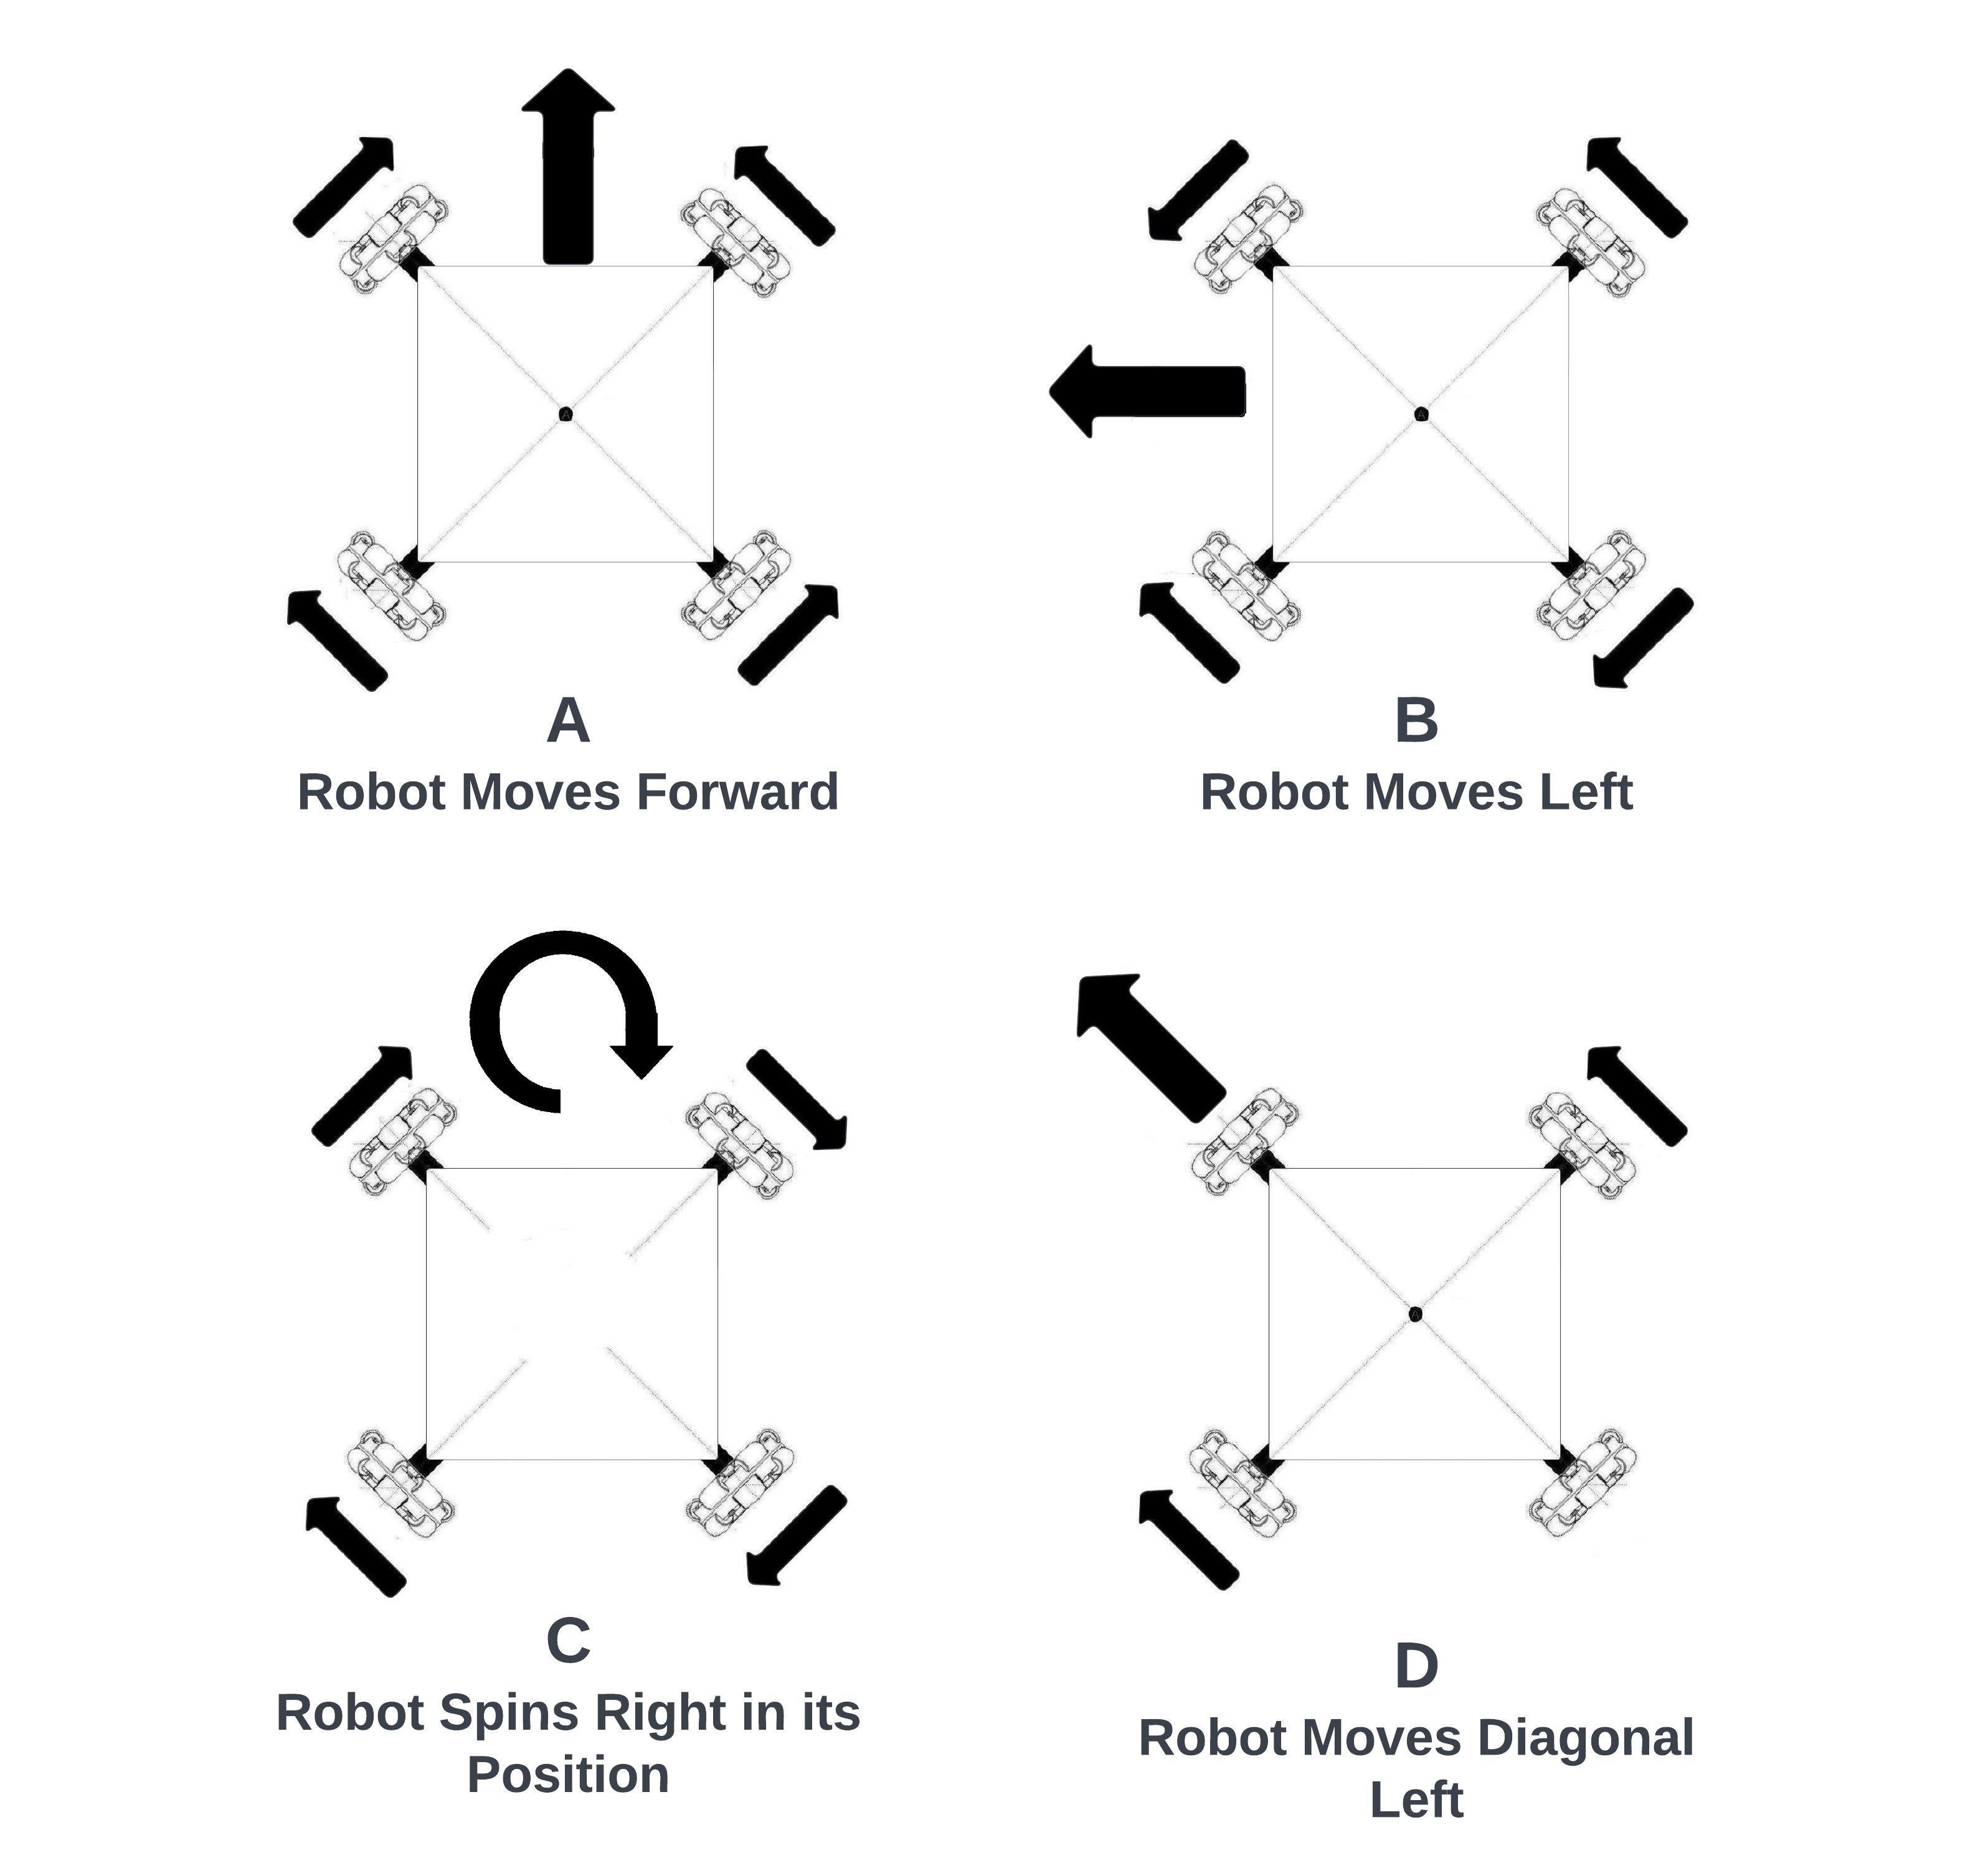 A
Robot Moves Forward
B
Robot Moves Left
C
Robot Spins Right in its
Position
D
Robot Moves Diagonal
Left